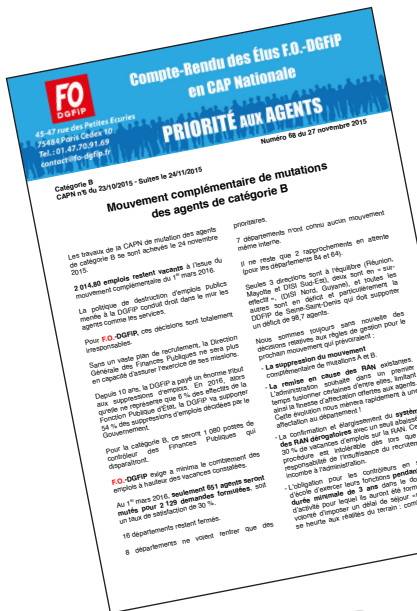 FO
DGFiP
45-47 rue des Petites Ecuries
75484 Paris Cedex 10
Tel. : 01.47.70.91.69
contact@fo-dgfip.fr
Compte-Rendu des Élus F.O.-DGFiP
en CAP Nationale
PRIORITÉ AUX AGENTS
Numéro 68 du 27 novembre 2015
Catégorie B
CAPN n°6 du 23/10/2015 - Suites le 24/11/2015
Mouvement complémentaire de mutations
des agents de catégorie B
Les travaux de la CAPN de mutation des agents
de catégorie B se sont achevés le 24 novembre
2015.
2 014.80 emplois restent vacants à l'issue du
mouvement complémentaire du 1er mars 2016.
La politique de destruction d'emplois publics
menée à la DGFiP conduit droit dans le mur les
agents comme les services.
Pour F.O.-DGFIP, ces décisions sont totalement
irresponsables.
Sans un vaste plan de recrutement, la Direction
Générale des Finances Publiques ne sera plus
en capacité d'assurer l'exercice de ses missions.
Depuis 10 ans, la DGFiP a payé un énorme tribut
aux suppressions d'emplois. En 2016, alors
qu'elle ne représente que 6 % des effectifs de la
Fonction Publique d'État, la DGFiP va supporter
54 % des suppressions d'emplois décidées par le
Gouvernement.
Pour la catégorie B, ce seront 1 080 postes de
contrôleur des Finances Publiques qui
disparaîtront.
F.O.-DGFIP exige a minima le comblement des
emplois à hauteur des vacances constatées.
Au 1er mars 2016, seulement 651 agents seront
mutés pour 2 129 demandes formulées, soit
un taux de satisfaction de 30 %.
16 départements restent fermés.
8 départements ne voient rentrer que des
prioritaires.
7 départements n'ont connu aucun mouvement
même interne.
Il ne reste que 2 rapprochements en attente
(pour les départements 84 et 64).
Seules 3 directions sont à l'équilibre (Réunion,
Mayotte et DISI Sud-Est), deux sont en « sur-
effectif », (DISI Nord, Guyane), et toutes les
autres sont en déficit et particulièrement la
DDFiP de Seine-Saint-Denis qui doit supporter
un déficit de 98,7 agents.
Nous sommes toujours sans nouvelle des
décisions relatives aux règles de gestion pour le
prochain mouvement qui prévoiraient :
- La suppression du mouvement
complémentaire de mutations A et B.
- La remise en cause des RAN existantes.
L'administration souhaite dans un premier
temps fusionner certaines d'entre elles, limitant
ainsi la finesse d'affectation offertes aux agents.
Cette évolution nous mènera rapidement à une
affectation au département !
- La confirmation et élargissement du système
des RAN dérogatoires avec un seuil abaissé
30 % de vacances d'emplois sur la RAN. Ce
procédure est intolérable dès lors que
responsabilité de l'insuffisance du recrutement
incombe à l'administration.
- L'obligation pour les contrôleurs en s
d'école d'exercer leurs fonctions pendant
durée minimale de 3 ans dans le do
d'activité pour lequel ils auront été form
volonté d'imposer un délai de séjour «
se heurte aux réalités du terrain : com